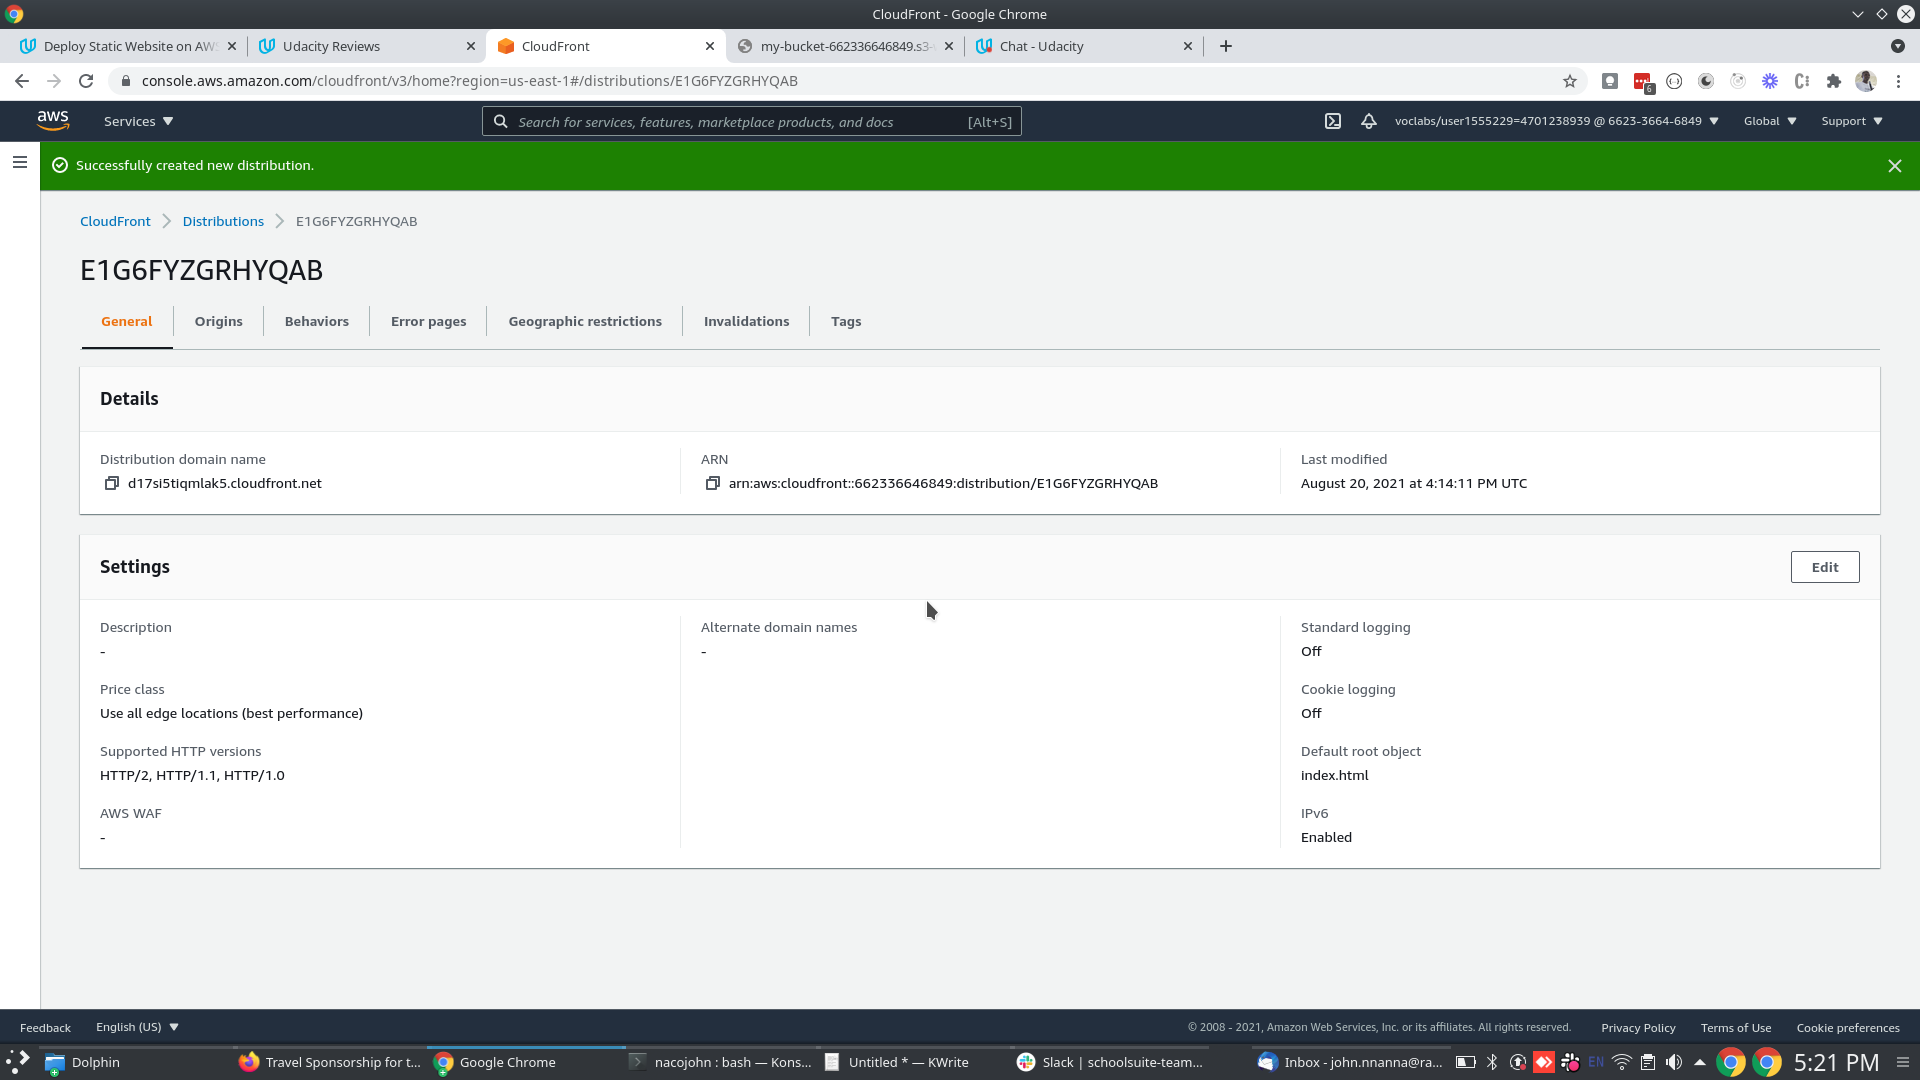 CloudFront - Google Chrome
Deploy Static Website on AWS
Udacity Reviews
CloudFront
my-bucket-662336646849.s3-
Chat - Udacity
console.aws.amazon.com/cloudfront/v3/home?region=us-east-1#/distributions/E1G6FYZGRHYQAB
6
aws
Services
Search for services, features, marketplace products, and docs
[Alt+S]
voclabs/user1555229=4701238939 @ 6623-3664-6849
Global
Support
Successfully created new distribution.
CloudFront
Distributions
E1G6FYZGRHYQAB
E1G6FYZGRHYQAB
General
Origins
Behaviors
Error pages
Geographic restrictions
Invalidations
Tags
Details
Distribution domain name
ARN
Last modified
d17si5tiqmlak5.cloudfront.net
arn:aws:cloudfront::662336646849:distribution/E1G6FYZGRHYQAB
August 20, 2021 at 4:14:11 PM UTC
Settings
Edit
Description
-
Price class
Use all edge locations (best performance)
Supported HTTP versions
HTTP/2, HTTP/1.1, HTTP/1.0
AWS WAF
-
Alternate domain names
-
Standard logging
Off
Cookie logging
Off
Default root object
index.html
IPv6
Enabled
Feedback
English (US)
© 2008 - 2021, Amazon Web Services, Inc. or its affiliates. All rights reserved.
Privacy Policy
Terms of Use
Cookie preferences
Dolphin
Travel Sponsorship for t...
Google Chrome
nacojohn : bash — Kons...
Untitled * — KWrite
Slack | schoolsuite-team...
Inbox - john.nnanna@ra...
EN
5:21 PM